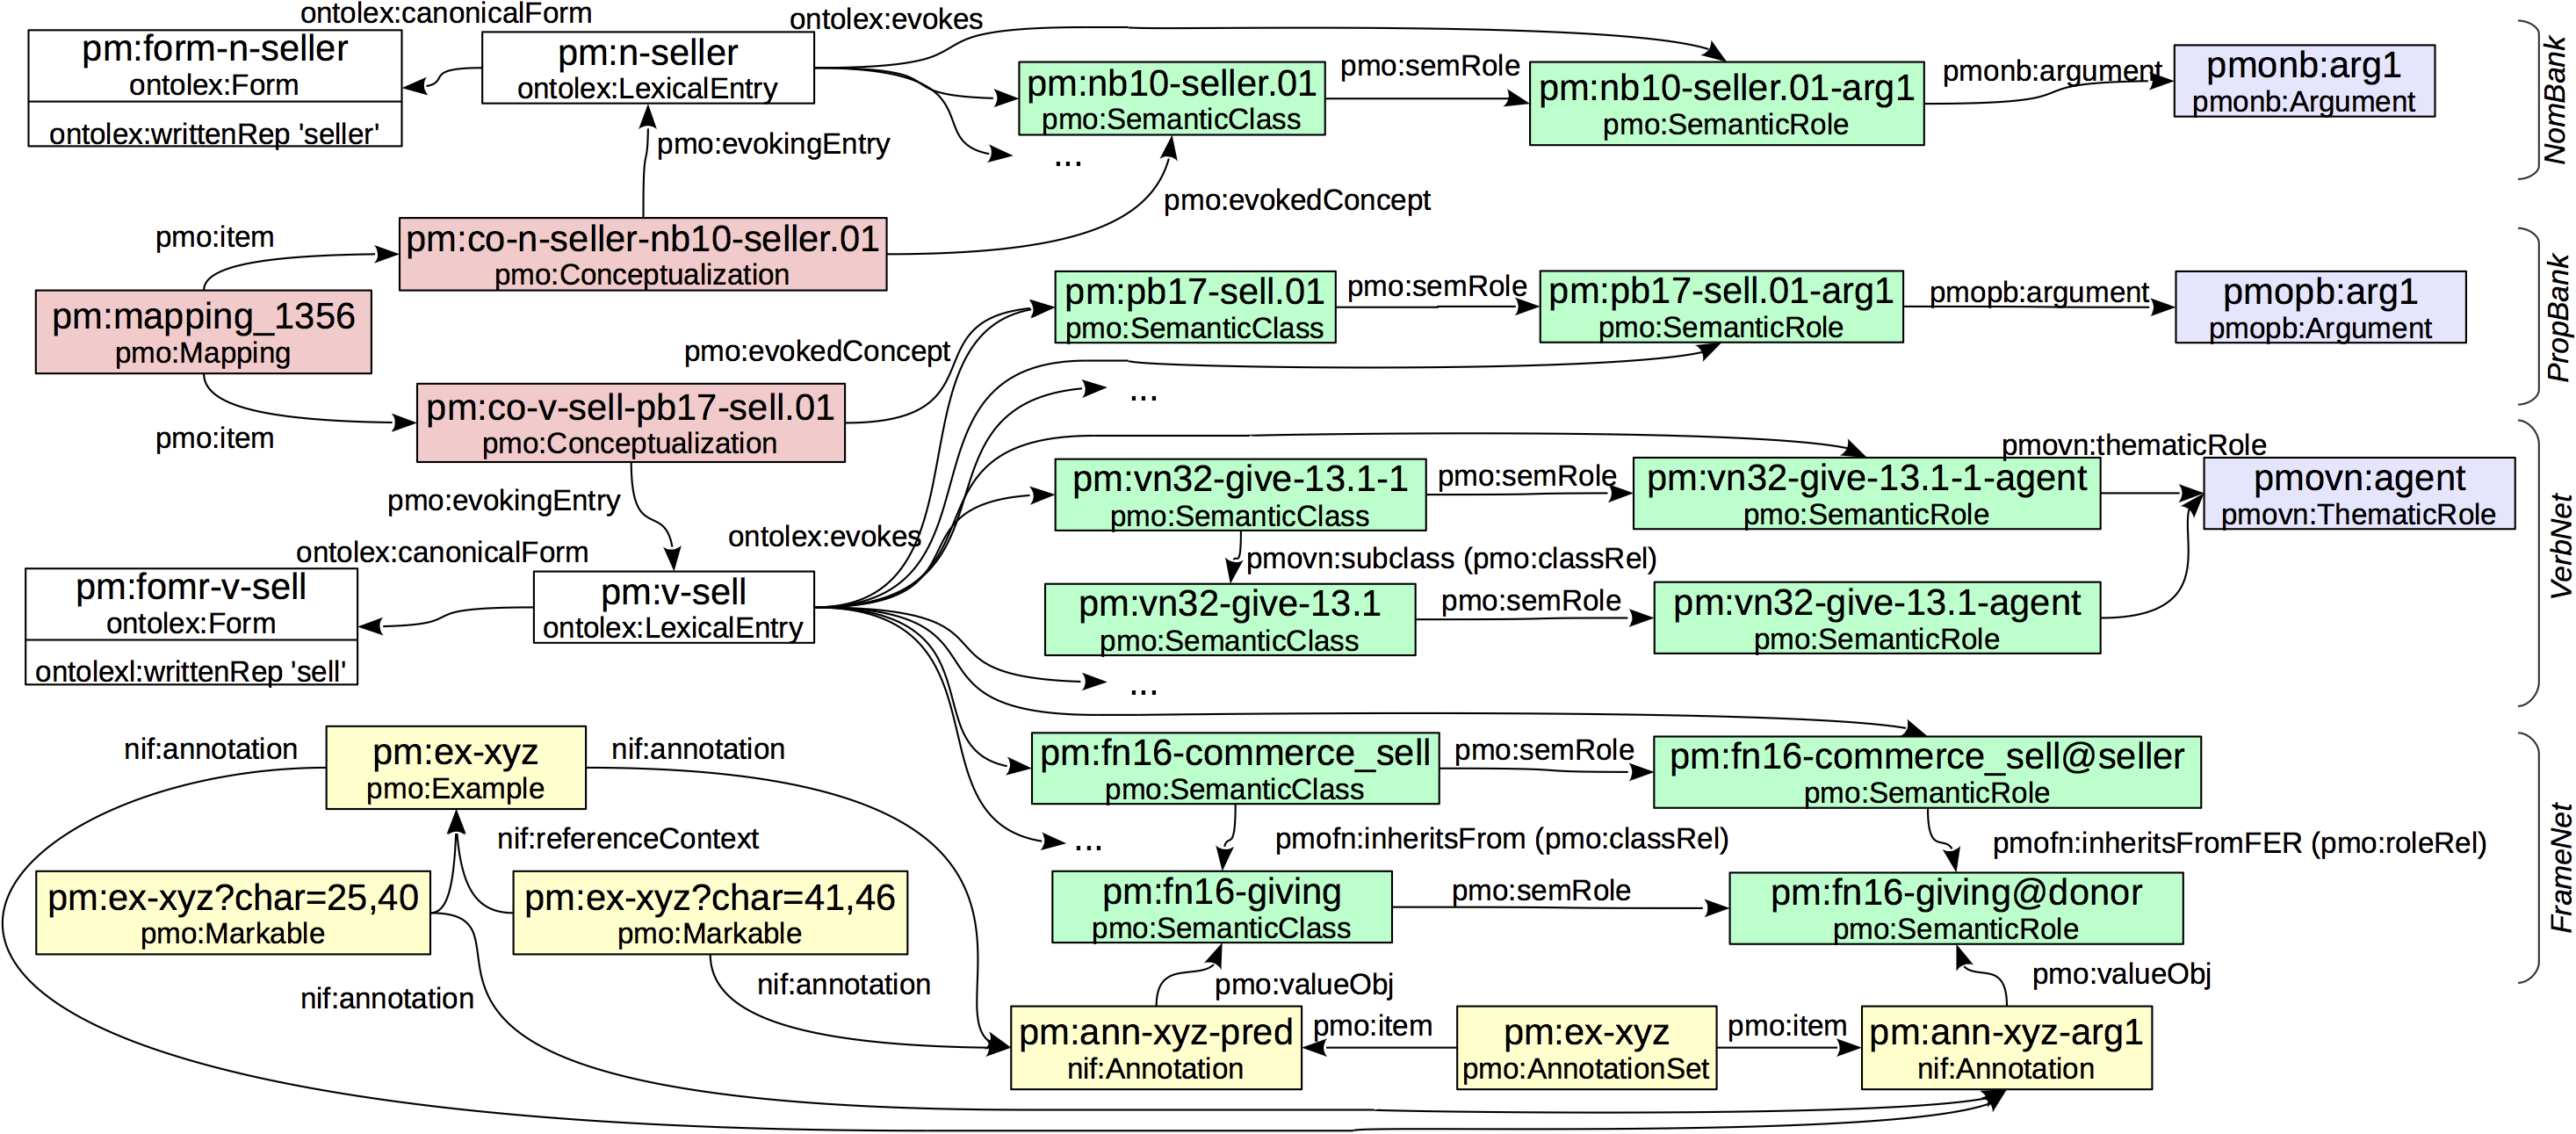 ontolex:canonicalForm
ontolex:evokes
pm:form-n-seller
ontolex:Form
ontolex:writtenRep 'seller'
pm:n-seller
ontolex:LexicalEntry
pm:nb10-seller.01
pmo:SemanticClass
pmo:semRole
pm:nb10-seller.01-arg1
pmo:SemanticRole
pmonb:argument
pmonb:arg1
pmonb:Argument
NomBank
...
pmo:evokingEntry
pmo:evokedConcept
pmo:item
pm:co-n-seller-nb10-seller.01
pmo:Conceptualization
pm:mapping_1356
pmo:Mapping
pm:pb17-sell.01
pmo:SemanticClass
pmo:semRole
pm:pb17-sell.01-arg1
pmo:SemanticRole
pmopb:argument
pmopb:arg1
pmopb:Argument
PropBank
pmo:evokedConcept
...
pm:co-v-sell-pb17-sell.01
pmo:Conceptualization
pmo:item
pmo:evokingEntry
pmovn:thematicRole
pm:vn32-give-13.1-1
pmo:SemanticClass
pmo:semRole
pm:vn32-give-13.1-1-agent
pmo:SemanticRole
pmovn:agent
pmovn:ThematicRole
VerbNet
ontolex:evokes
ontolex:canonicalForm
pmovn:subclass (pmo:classRel)
pm:fomr-v-sell
ontolex:Form
ontolex:writtenRep 'sell'
pm:v-sell
ontolex:LexicalEntry
pm:vn32-give-13.1
pmo:SemanticClass
pmo:semRole
pm:vn32-give-13.1-agent
pmo:SemanticRole
...
nif:annotation
pm:ex-xyz
pmo:Example
nif:annotation
pm:fn16-commerce_sell
pmo:SemanticClass
pmo:semRole
pm:fn16-commerce_sell@seller
pmo:SemanticRole
FrameNet
nif:referenceContext
...
pmofn:inheritsFrom (pmo:classRel)
pmofn:inheritsFromFER (pmo:roleRel)
pm:ex-xyz?char=25,40
pmo:Markable
pm:ex-xyz?char=41,46
pmo:Markable
pm:fn16-giving
pmo:SemanticClass
pmo:semRole
pm:fn16-giving@donor
pmo:SemanticRole
nif:annotation
nif:annotation
pmo:valueObj
pmo:valueObj
pm:ann-xyz-pred
nif:Annotation
pmo:item
pm:ex-xyz
pmo:AnnotationSet
pmo:item
pm:ann-xyz-arg1
nif:Annotation